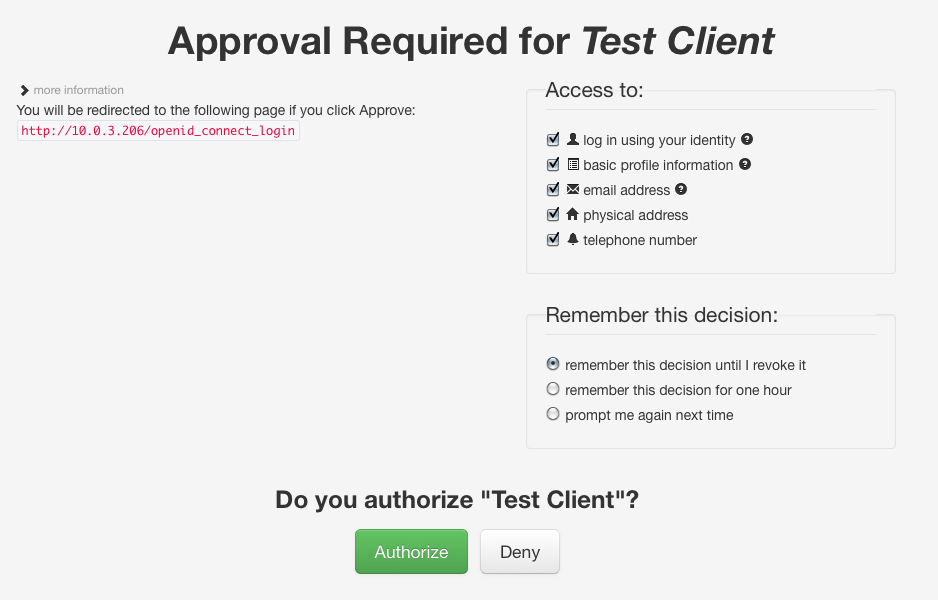 Approval Required for Test Client
more information
You will be redirected to the following page if you click Approve:
http://10.0.3.206/openid_connect_login
Access to:
log in using your identity ?
basic profile information ?
email address ?
physical address
telephone number
Remember this decision:
remember this decision until I revoke it
remember this decision for one hour
prompt me again next time
Do you authorize "Test Client"?
Authorize
Deny